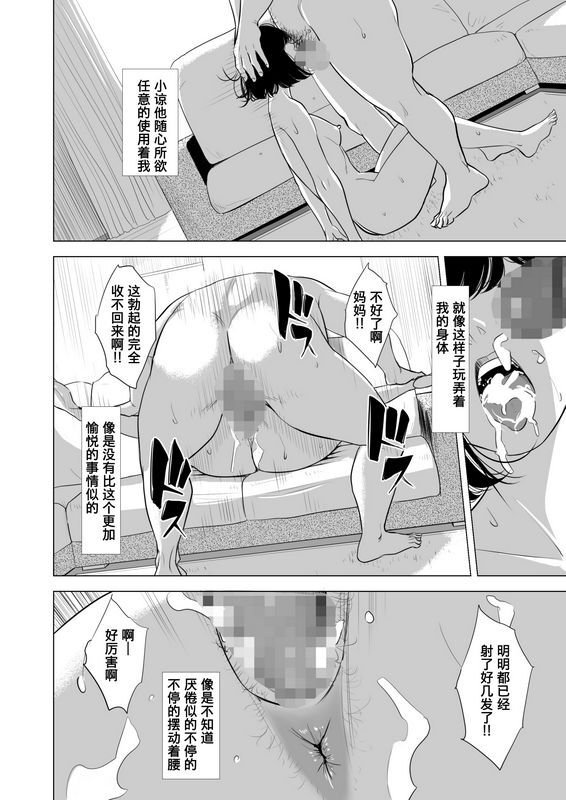 小谅他随心所欲
任意的使用着我
就像这样子玩弄着
我的身体
不好了啊
妈妈!!
这勃起的完全
收不回来啊!!
ドス
ドス
像是没有比这个更加
愉悦的事情似的
明明都已经
射了好几发了!!
像是不知道
厌倦似的不停的
不停的摆动着腰
啊—
好厉害啊